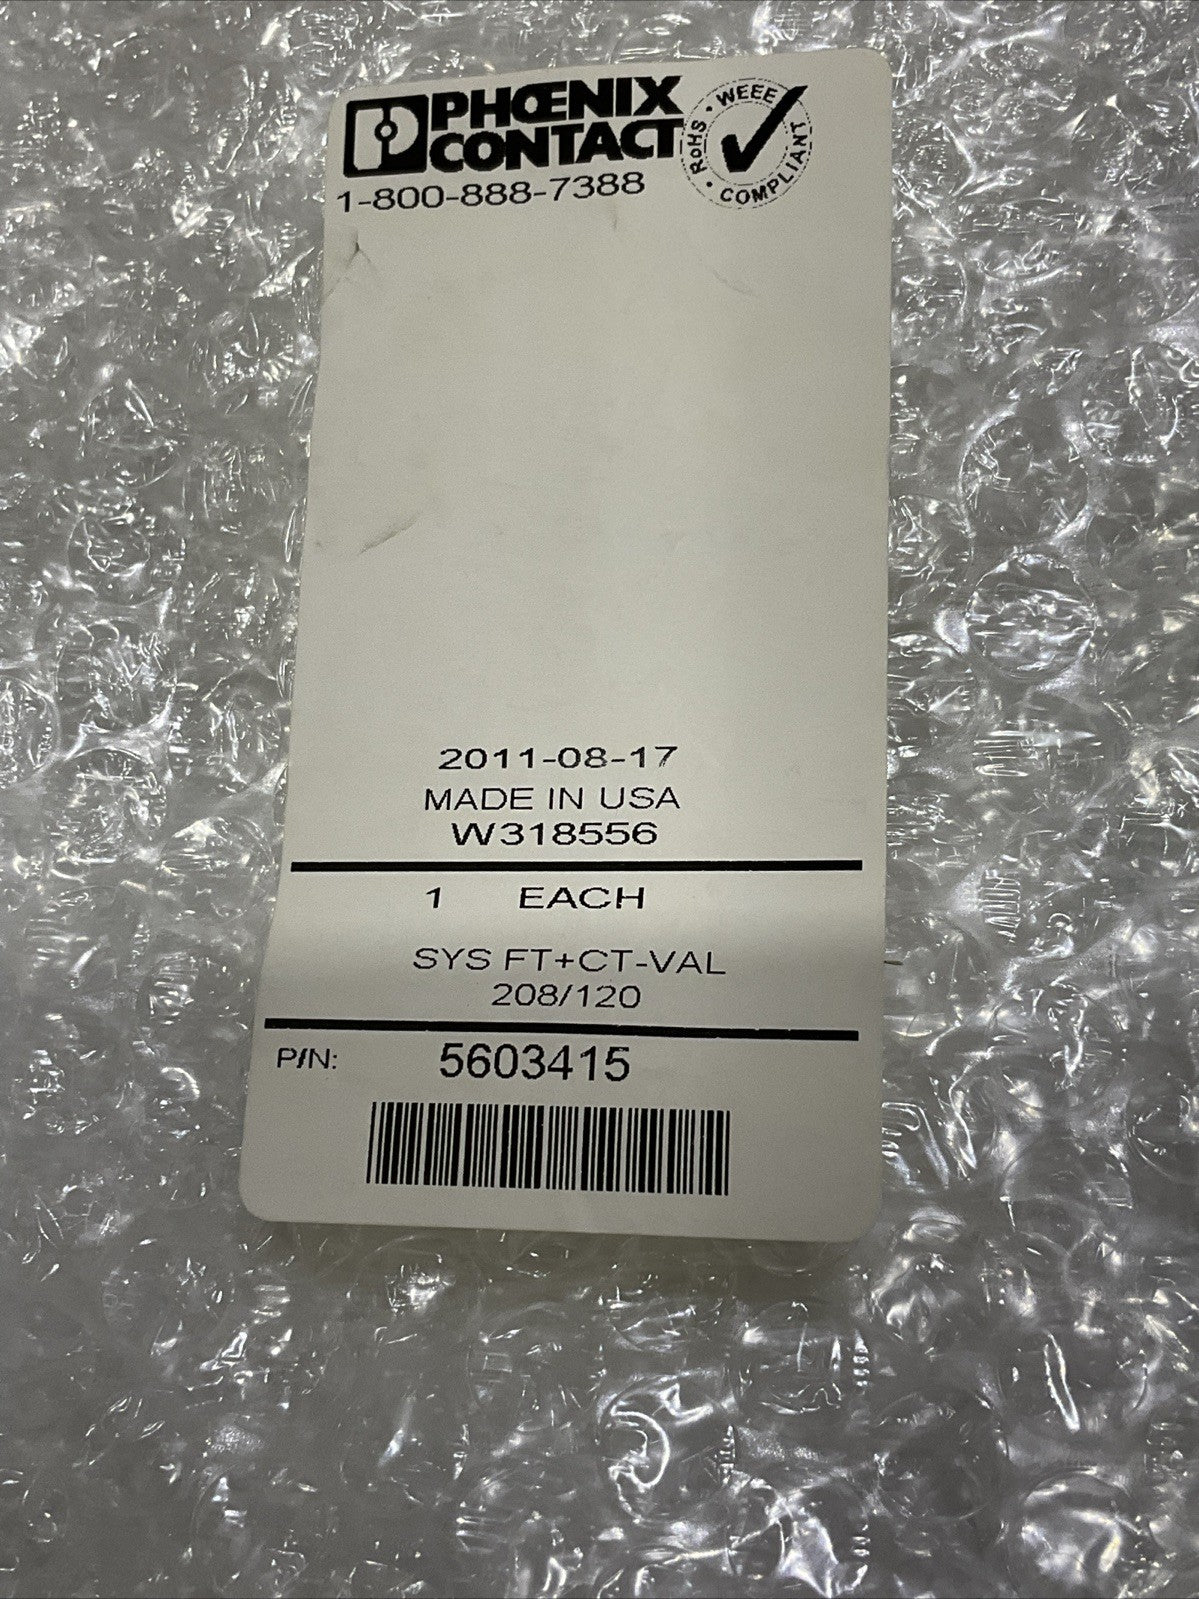 PHŒNIX
CONTACT
1-800-888-7388
RoHS • WEEE • COMPLIANT •
2011-08-17
MADE IN USA
W318556
1 EACH
SYS FT+CT-VAL
208/120
P/N: 5603415